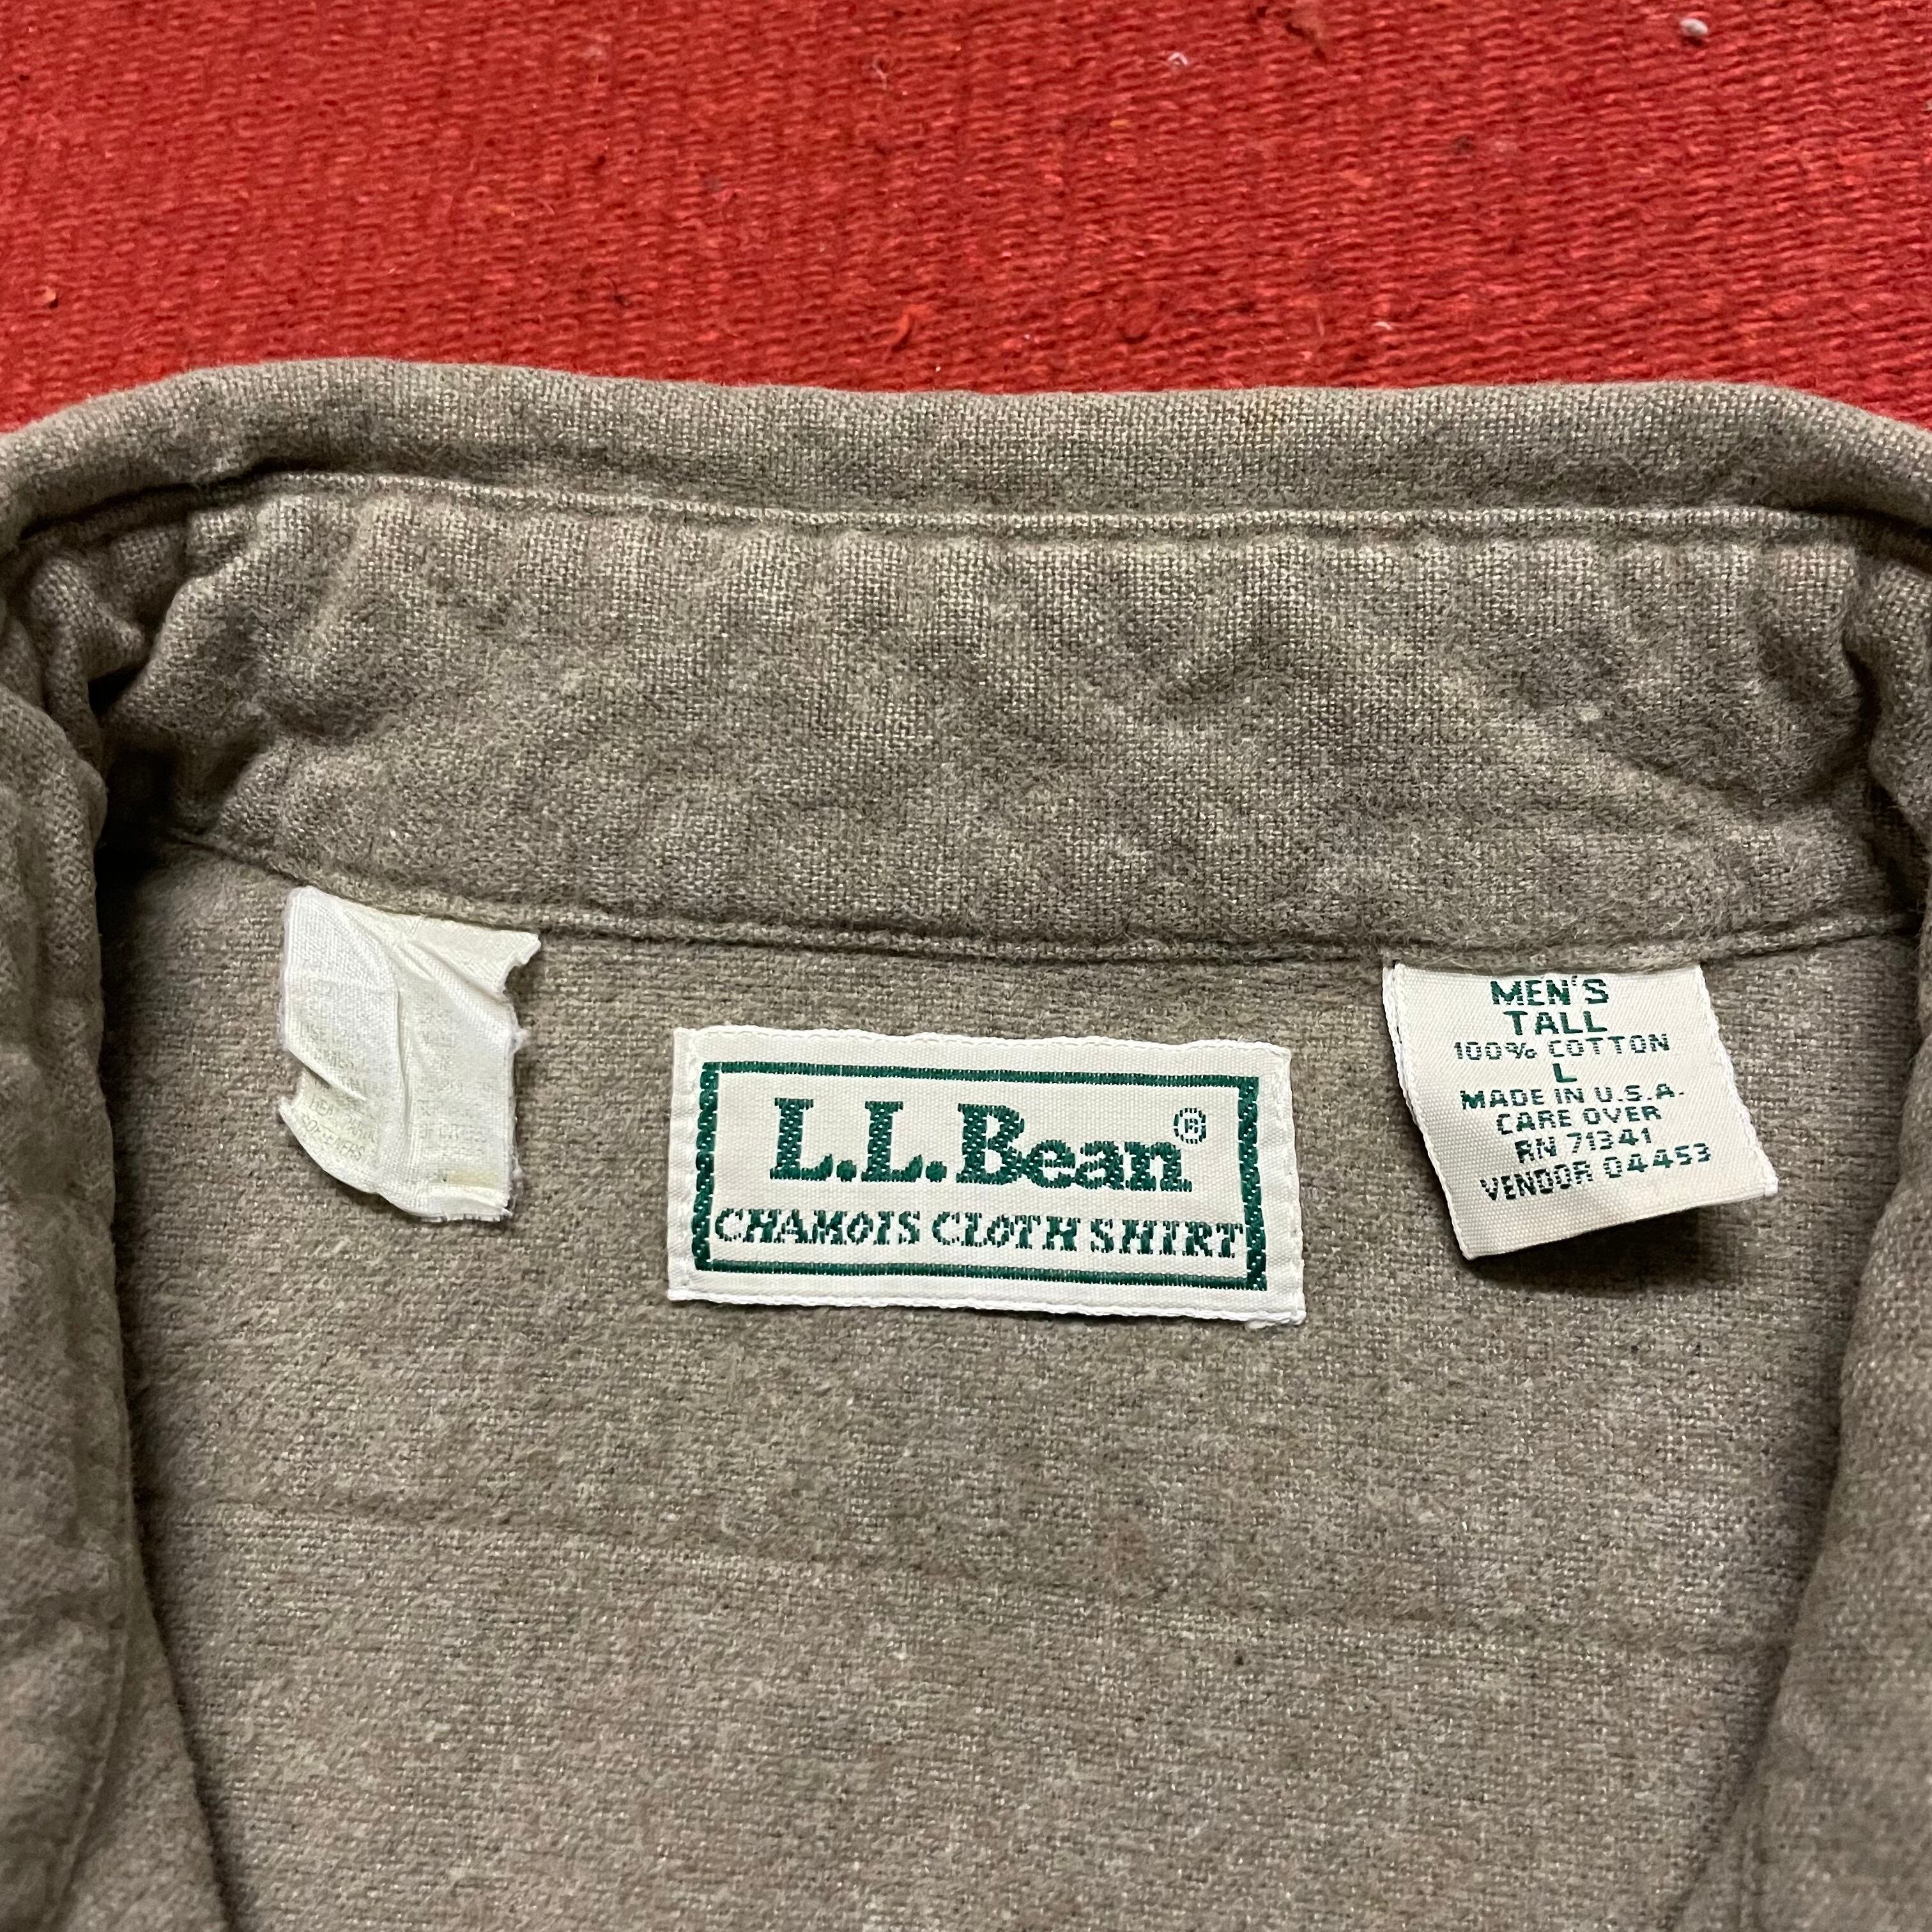 L.L.Bean®
CHAMOIS CLOTH SHIRT
MEN'S
TALL
100% COTTON
L
MADE IN U.S.A.
CARE OVER
RN 71341
VENDOR 04453